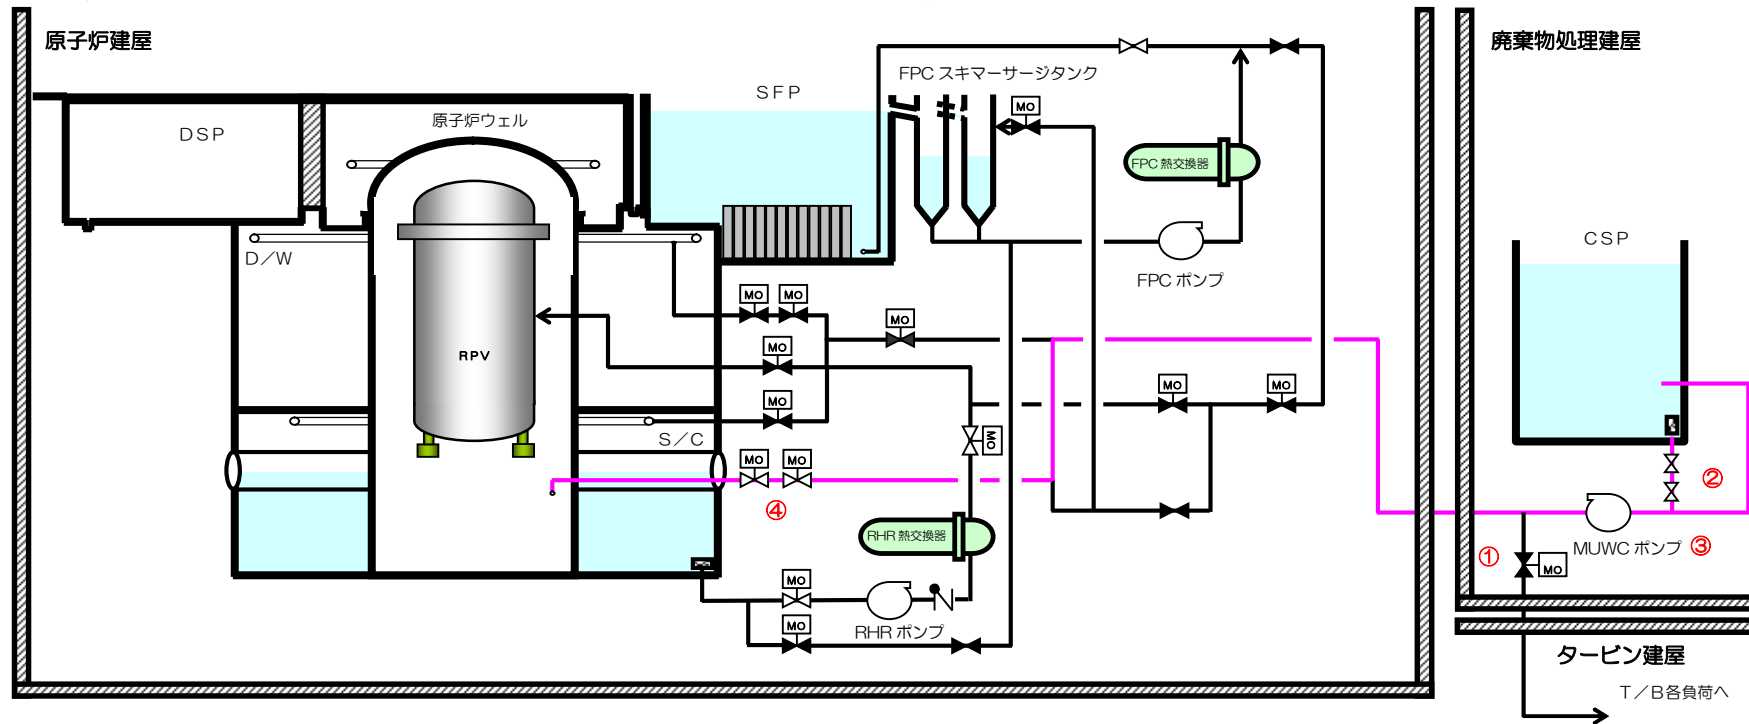 原子炉建屋
廃棄物処理建屋
FPC スキマーサージタンク
SFP
MO
原子炉ウェル
DSP
FPC 熱交換器
CSP
D／W
FPC ポンプ
MO
MO
MO
MO
RPV
MO
MO
MO
S／C
MO
MO
MO
②
④
RHR 熱交換器
①
MUWC ポンプ
③
MO
MO
RHR ポンプ
MO
タービン建屋
T／B各負荷へ